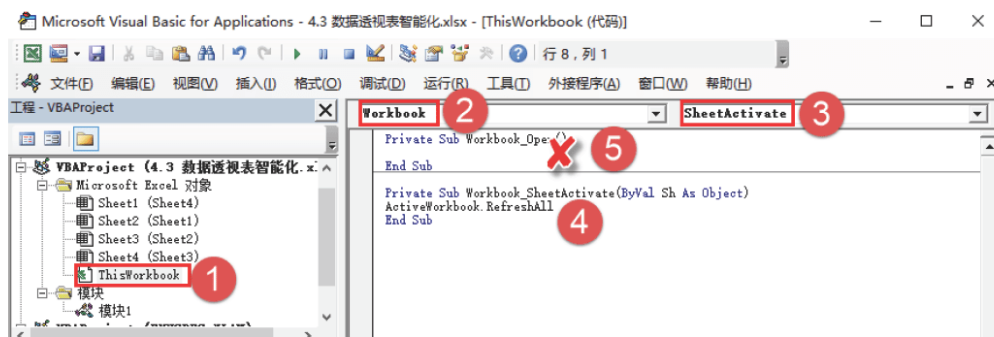 Microsoft Visual Basic for Applications - 4.3 数据透视表智能化.xlsx - [ThisWorkbook (代码)]
行 8 , 列 1
文件(F) 编辑(E) 视图(V) 插入(I) 格式(O) 调试(D) 运行(R) 工具(T) 外接程序(A) 窗口(W) 帮助(H)
工程 - VBAProject
Workbook 2 SheetActivate 3
Private Sub Workbook_Open()
5
End Sub
VBAProject (4.3 数据透视表智能化.x
Microsoft Excel 对象
Sheet1 (Sheet4)
Sheet2 (Sheet1)
Sheet3 (Sheet2)
Sheet4 (Sheet3)
ThisWorkbook 1
模块
模块1
Private Sub Workbook_SheetActivate(ByVal Sh As Object)
ActiveWorkbook.RefreshAll
4
End Sub